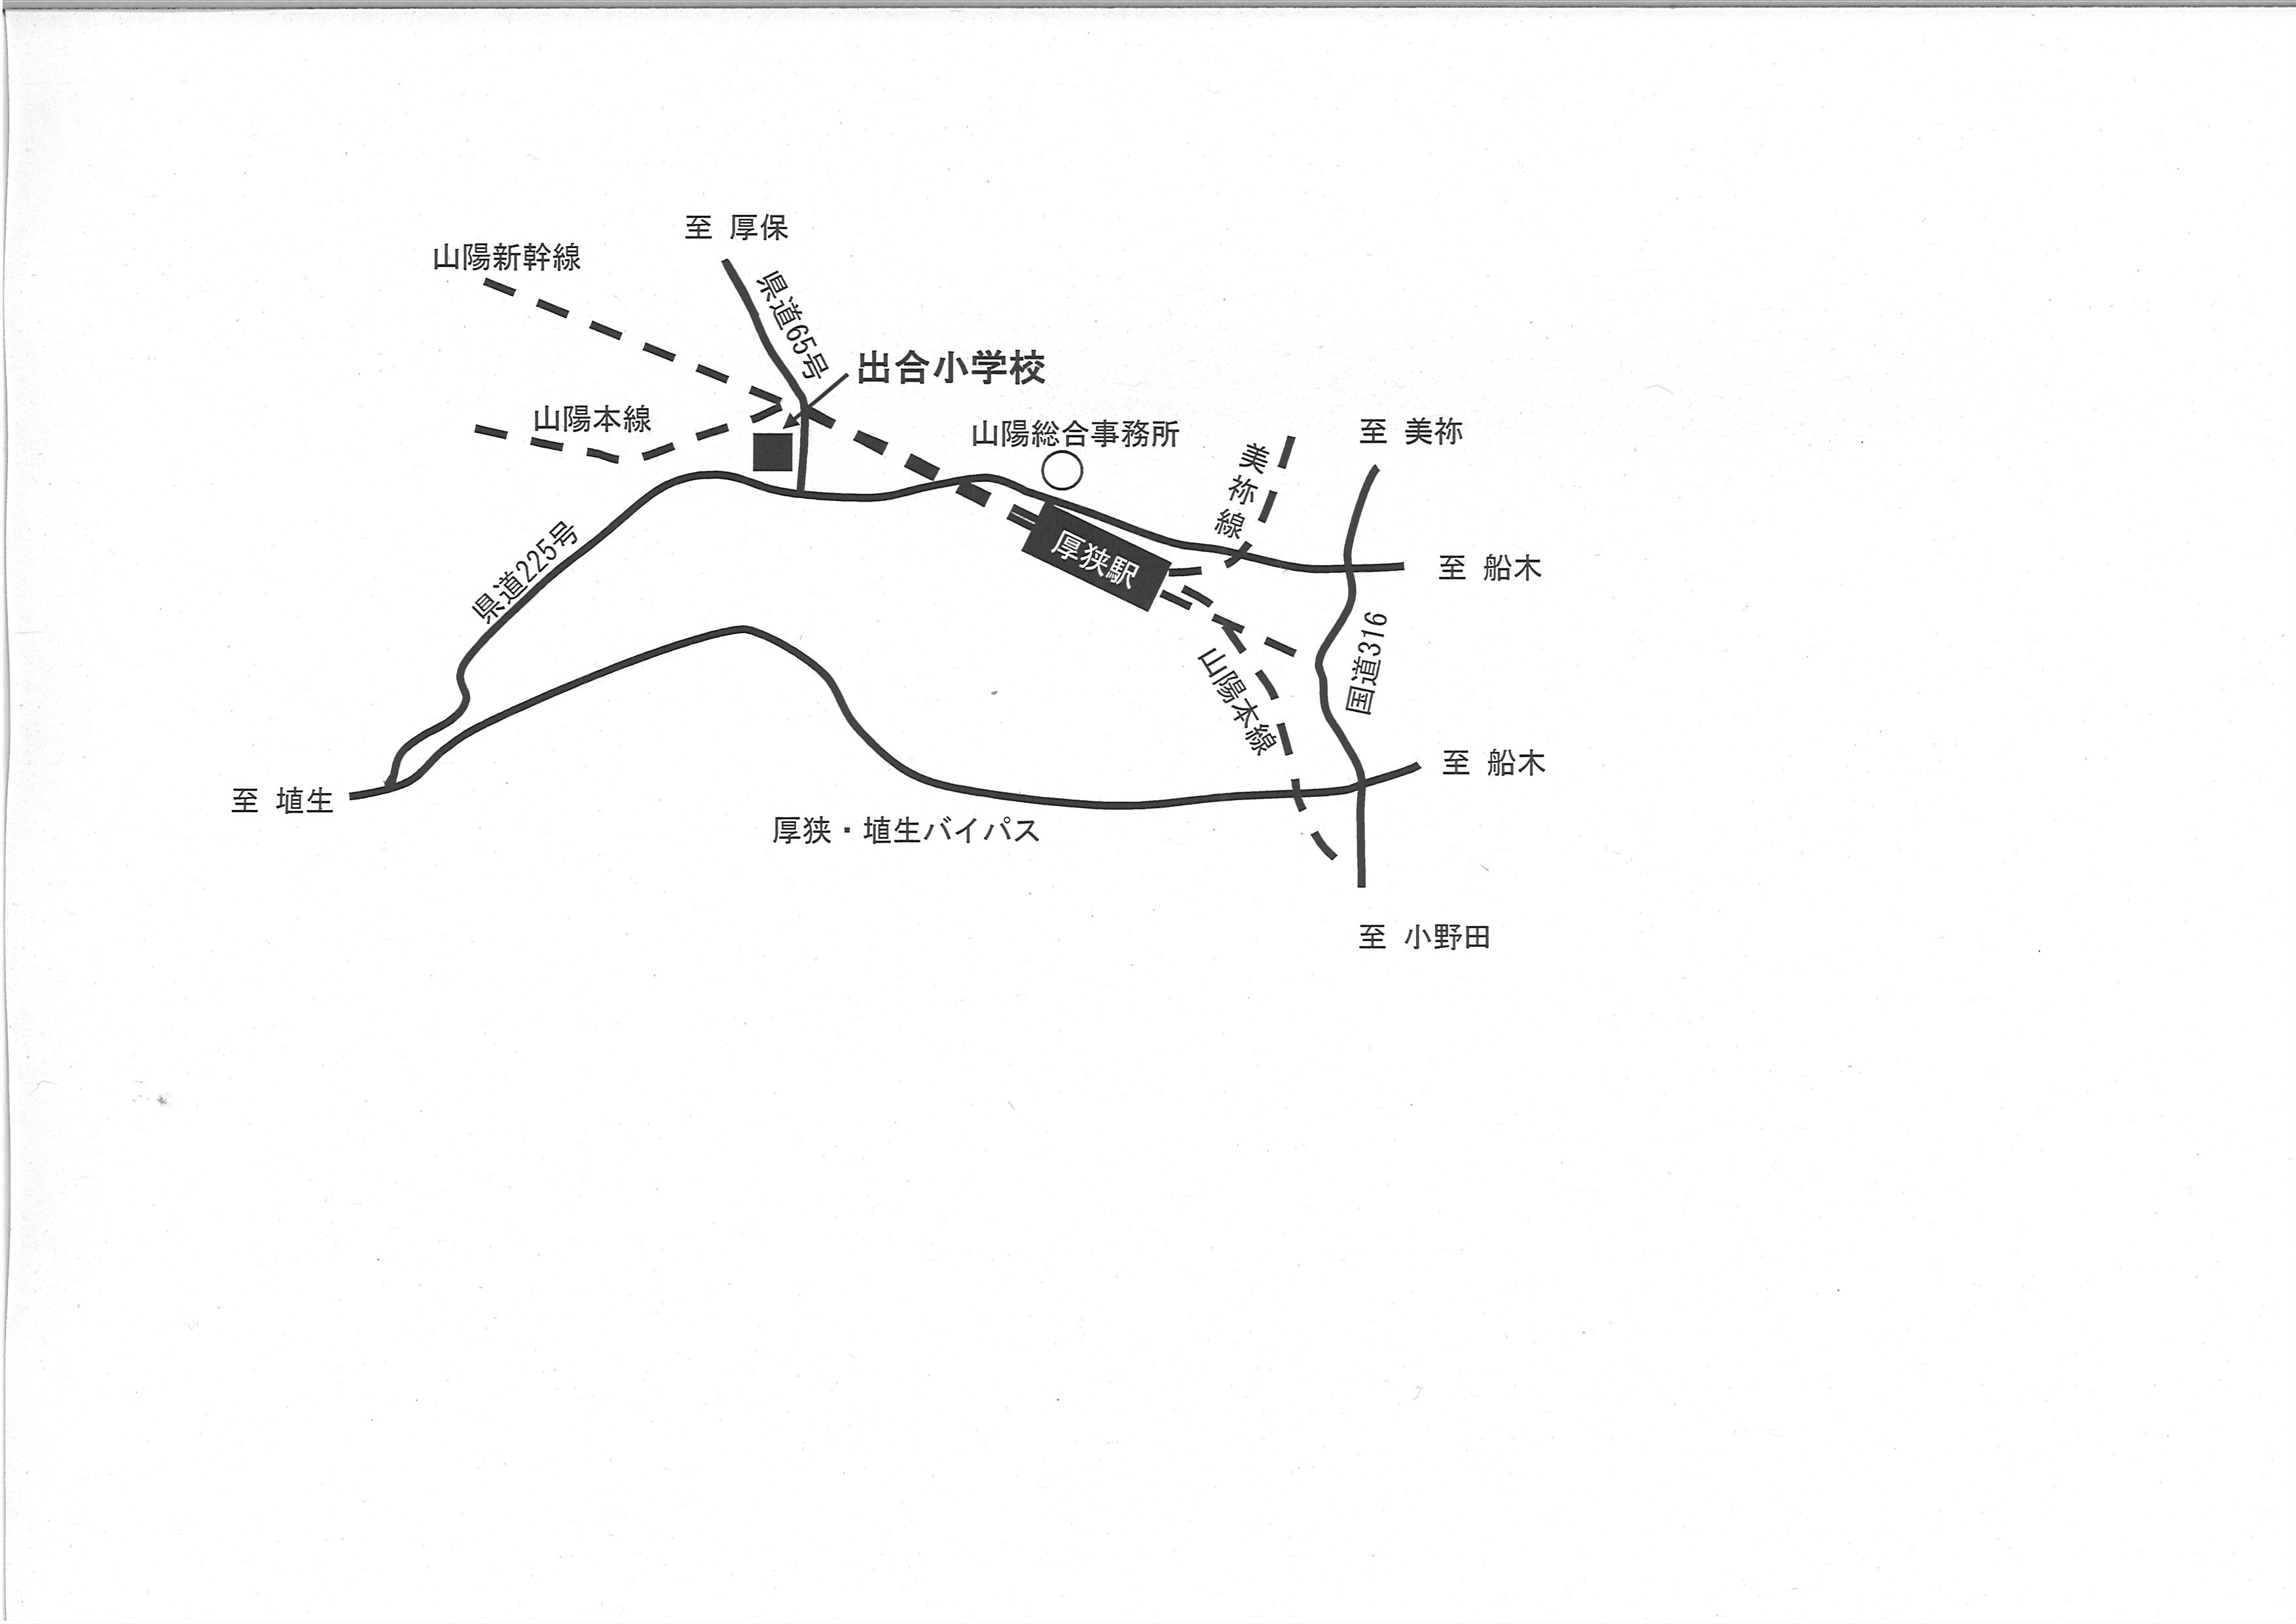 至 厚保
山陽新幹線
県道65号
出合小学校
山陽本線
山陽総合事務所
至 美祢
美祢線
県道225号
厚狭駅
至 船木
国道316
山陽本線
至 船木
至 埴生
厚狭・埴生バイパス
至 小野田